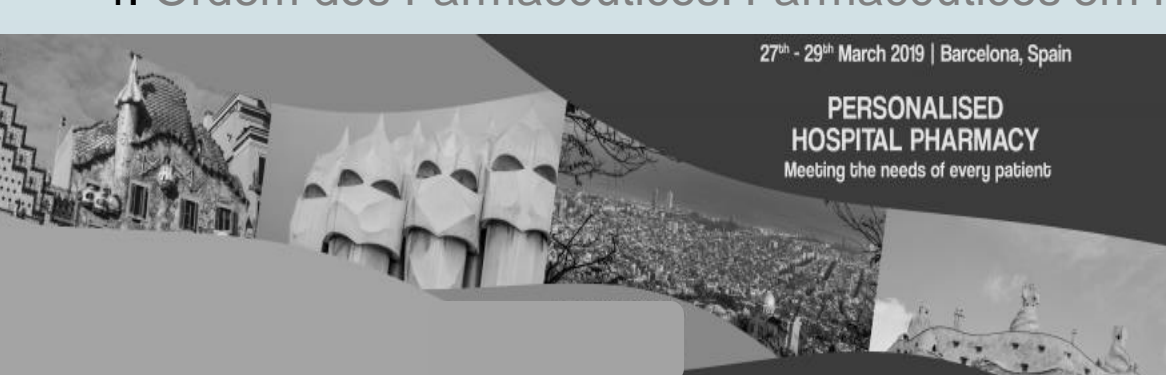 Ordem dos Farmacêuticos. Farmacêuticos em
27th - 29th March 2019 | Barcelona, Spain
PERSONALISED
HOSPITAL PHARMACY
Meeting the needs of every patient